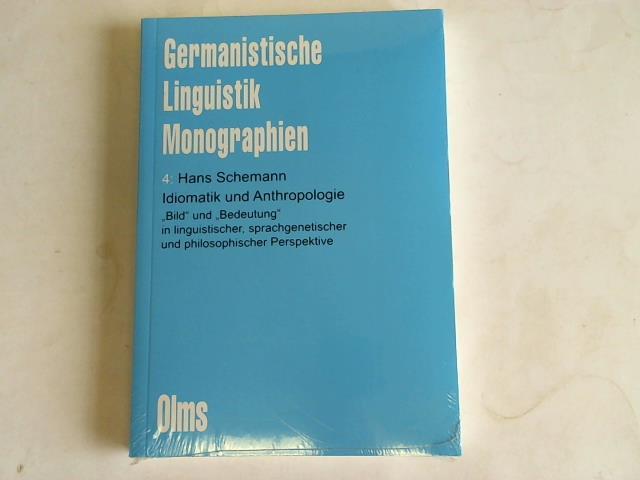 Germanistische
Linguistik
Monographien
4: Hans Schemann
Idiomatik und Anthropologie
„Bild“ und „Bedeutung“
in linguistischer, sprachgenetischer
und philosophischer Perspektive
Olms